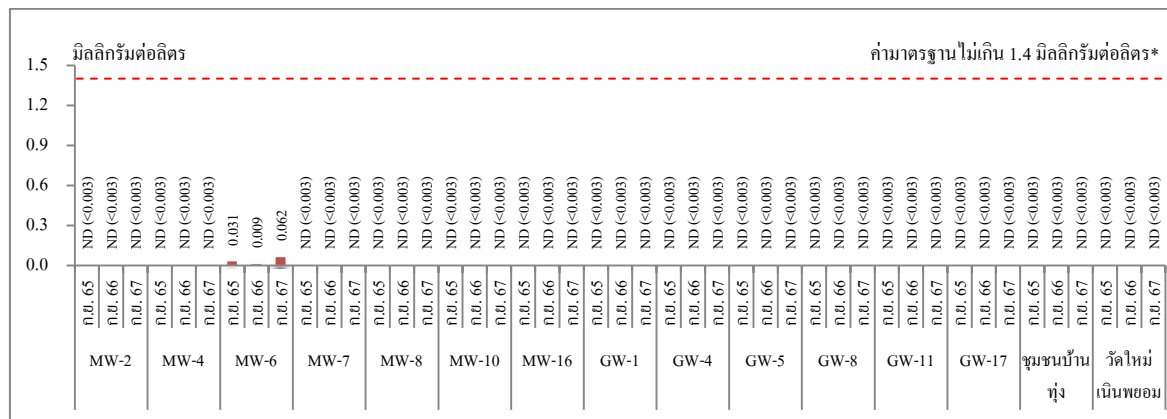 มิลลิกรัมต่อลิตร
ค่ามาตรฐานไม่เกิน 1.4 มิลลิกรัมต่อลิตร*
1.5
1.2
0.9
0.6
0.3
0.0
ND (<0.003) ND (<0.003) ND (<0.003) ND (<0.003) ND (<0.003) ND (<0.003) 0.031 0.009 0.062 ND (<0.003) ND (<0.003) ND (<0.003) ND (<0.003) ND (<0.003) ND (<0.003) ND (<0.003) ND (<0.003) ND (<0.003) ND (<0.003) ND (<0.003) ND (<0.003) ND (<0.003) ND (<0.003) ND (<0.003) ND (<0.003) ND (<0.003) ND (<0.003) ND (<0.003) ND (<0.003) ND (<0.003) ND (<0.003) ND (<0.003) ND (<0.003) ND (<0.003) ND (<0.003) ND (<0.003) ND (<0.003) ND (<0.003) ND (<0.003) ND (<0.003) ND (<0.003) ND (<0.003) ND (<0.003) ND (<0.003) ND (<0.003)
ก.ย. 65 ก.ย. 66 ก.ย. 67 ก.ย. 65 ก.ย. 66 ก.ย. 67 ก.ย. 65 ก.ย. 66 ก.ย. 67 ก.ย. 65 ก.ย. 66 ก.ย. 67 ก.ย. 65 ก.ย. 66 ก.ย. 67 ก.ย. 65 ก.ย. 66 ก.ย. 67 ก.ย. 65 ก.ย. 66 ก.ย. 67 ก.ย. 65 ก.ย. 66 ก.ย. 67 ก.ย. 65 ก.ย. 66 ก.ย. 67 ก.ย. 65 ก.ย. 66 ก.ย. 67 ก.ย. 65 ก.ย. 66 ก.ย. 67 ก.ย. 65 ก.ย. 66 ก.ย. 67 ก.ย. 65 ก.ย. 66 ก.ย. 67 ก.ย. 65 ก.ย. 66 ก.ย. 67 ก.ย. 65 ก.ย. 66 ก.ย. 67
MW-2 MW-4 MW-6 MW-7 MW-8 MW-10 MW-16 GW-1 GW-4 GW-5 GW-8 GW-11 GW-17 ชุมชนบ้าน วัดใหม่
ทุ่ง เนินพยอม